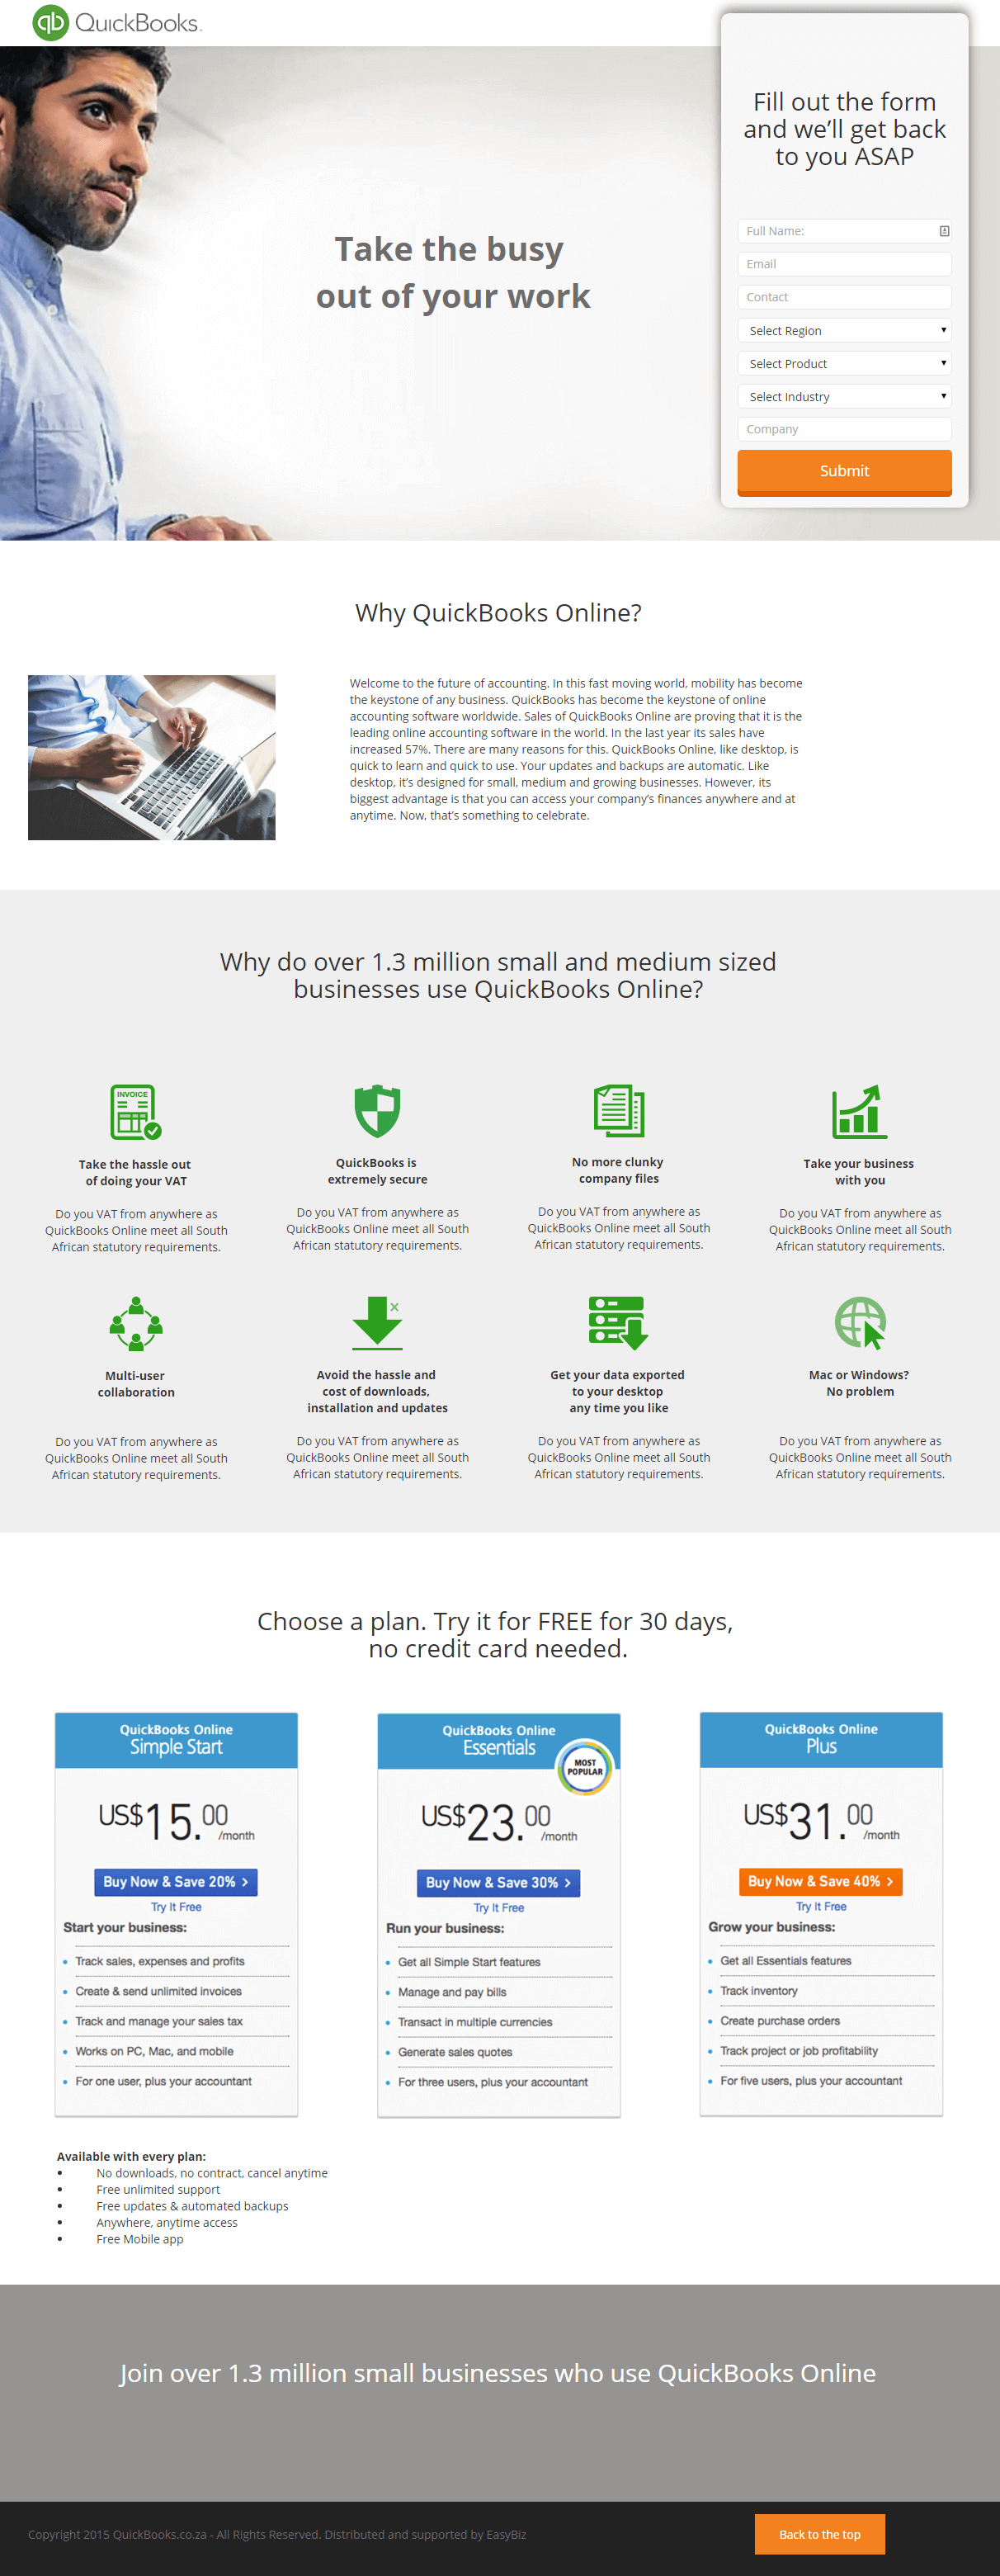 qb QuickBooks.
Fill out the form
and we’ll get back
to you ASAP
Full Name:
Email
Contact
Select Region
Select Product
Select Industry
Company
Submit
Take the busy
out of your work
Why QuickBooks Online?
Welcome to the future of accounting. In this fast moving world, mobility has become
the keystone of any business. QuickBooks has become the keystone of online
accounting software worldwide. Sales of QuickBooks Online are proving that it is the
leading online accounting software in the world. In the last year its sales have
increased 57%. There are many reasons for this. QuickBooks Online, like desktop, is
quick to learn and quick to use. Your updates and backups are automatic. Like
desktop, it’s designed for small, medium and growing businesses. However, its
biggest advantage is that you can access your company’s finances anywhere and at
anytime. Now, that’s something to celebrate.
Why do over 1.3 million small and medium sized
businesses use QuickBooks Online?
INVOICE
Take the hassle out
of doing your VAT
Do you VAT from anywhere as
QuickBooks Online meet all South
African statutory requirements.
QuickBooks is
extremely secure
Do you VAT from anywhere as
QuickBooks Online meet all South
African statutory requirements.
No more clunky
company files
Do you VAT from anywhere as
QuickBooks Online meet all South
African statutory requirements.
Take your business
with you
Do you VAT from anywhere as
QuickBooks Online meet all South
African statutory requirements.
Multi-user
collaboration
Do you VAT from anywhere as
QuickBooks Online meet all South
African statutory requirements.
Avoid the hassle and
cost of downloads,
installation and updates
Do you VAT from anywhere as
QuickBooks Online meet all South
African statutory requirements.
Get your data exported
to your desktop
any time you like
Do you VAT from anywhere as
QuickBooks Online meet all South
African statutory requirements.
Mac or Windows?
No problem
Do you VAT from anywhere as
QuickBooks Online meet all South
African statutory requirements.
Choose a plan. Try it for FREE for 30 days,
no credit card needed.
QuickBooks Online
Simple Start
US$15.00
/month
Buy Now & Save 20% >
Try It Free
Start your business:
• Track sales, expenses and profits
• Create & send unlimited invoices
• Track and manage your sales tax
• Works on PC, Mac, and mobile
• For one user, plus your accountant
QuickBooks Online
Essentials
MOST
POPULAR
US$23.00
/month
Buy Now & Save 30% >
Try It Free
Run your business:
• Get all Simple Start features
• Manage and pay bills
• Transact in multiple currencies
• Generate sales quotes
• For three users, plus your accountant
QuickBooks Online
Plus
US$31.00
/month
Buy Now & Save 40% >
Try It Free
Grow your business:
• Get all Essentials features
• Track inventory
• Create purchase orders
• Track project or job profitability
• For five users, plus your accountant
Available with every plan:
• No downloads, no contract, cancel anytime
• Free unlimited support
• Free updates & automated backups
• Anywhere, anytime access
• Free Mobile app
Join over 1.3 million small businesses who use QuickBooks Online
Copyright 2015 QuickBooks.co.za - All Rights Reserved. Distributed and supported by EasyBiz
Back to the top